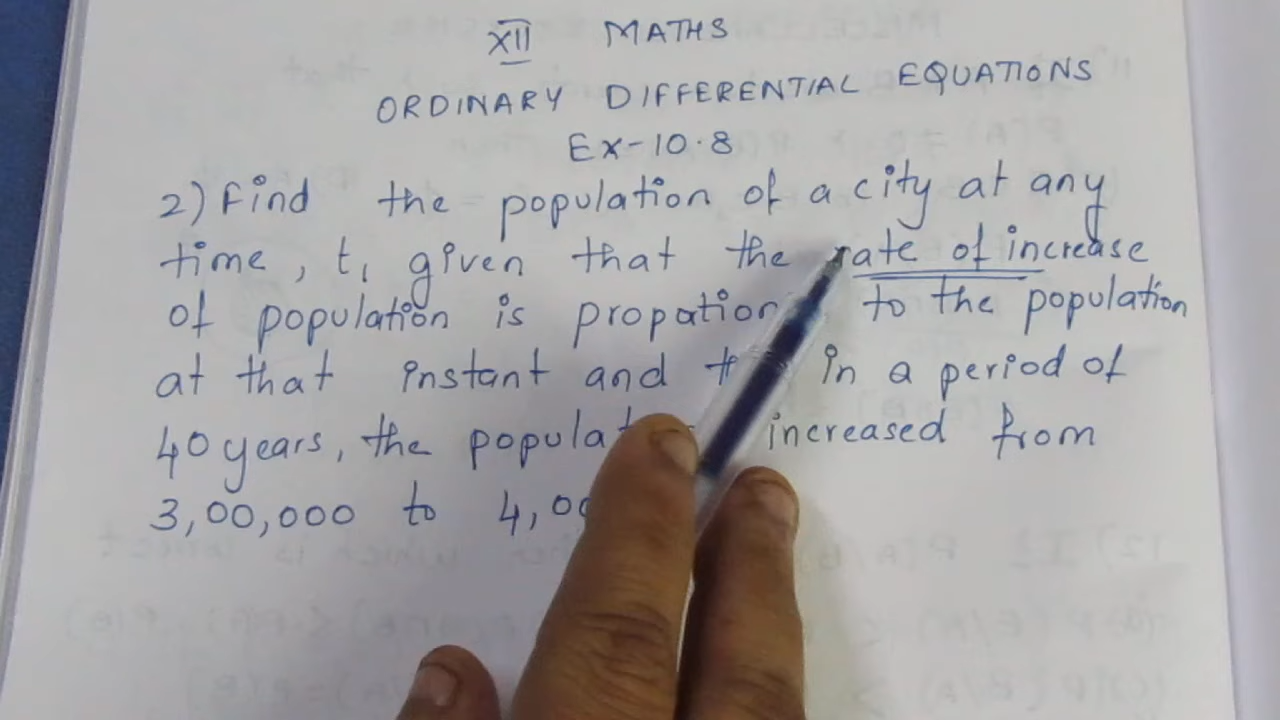 XII MATHS
ORDINARY DIFFERENTIAL EQUATIONS
Ex-10.8
2) Find the population of a city at any
time, t, given that the rate of increase
of population is propation to the population
at that instant and in a period of
40 years, the populat increased from
3,00,000 to 4,00